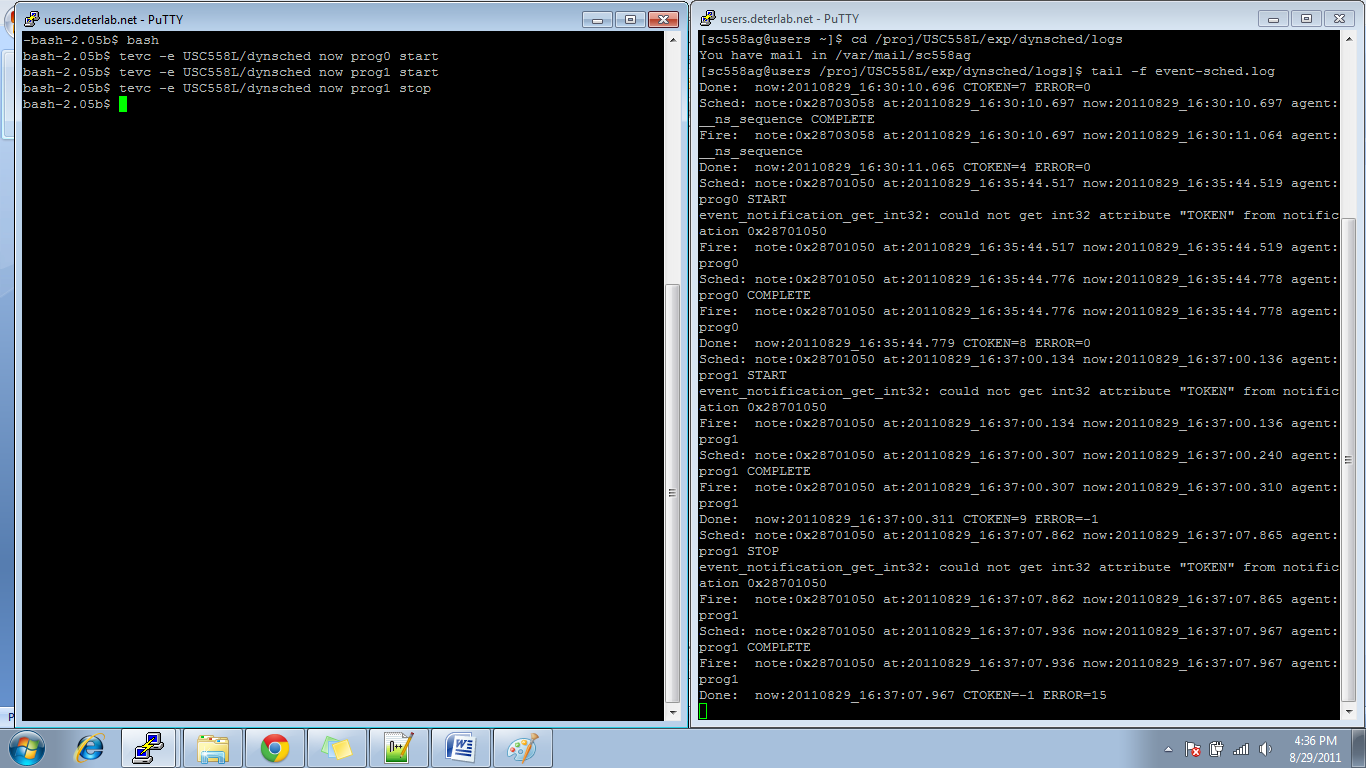 users.deterlab.net - PuTTY
-bash-2.05b$ bash
bash-2.05b$ tevc -e USC558L/dynsched now prog0 start
bash-2.05b$ tevc -e USC558L/dynsched now prog1 start
bash-2.05b$ tevc -e USC558L/dynsched now prog1 stop
bash-2.05b$
users.deterlab.net - PuTTY
[sc558ag@users ~]$ cd /proj/USC558L/exp/dynsched/logs
You have mail in /var/mail/sc558ag
[sc558ag@users /proj/USC558L/exp/dynsched/logs]$ tail -f event-sched.log
Done:  now:20110829_16:30:10.696 CTOKEN=7 ERROR=0
Sched: note:0x28703058 at:20110829_16:30:10.697 now:20110829_16:30:10.697 agent:
__ns_sequence COMPLETE
Fire:  note:0x28703058 at:20110829_16:30:10.697 now:20110829_16:30:11.064 agent:
__ns_sequence
Done:  now:20110829_16:30:11.065 CTOKEN=4 ERROR=0
Sched: note:0x28701050 at:20110829_16:35:44.517 now:20110829_16:35:44.519 agent:
prog0 START
event_notification_get_int32: could not get int32 attribute "TOKEN" from notific
ation 0x28701050
Fire:  note:0x28701050 at:20110829_16:35:44.517 now:20110829_16:35:44.519 agent:
prog0
Sched: note:0x28701050 at:20110829_16:35:44.776 now:20110829_16:35:44.778 agent:
prog0 COMPLETE
Fire:  note:0x28701050 at:20110829_16:35:44.776 now:20110829_16:35:44.778 agent:
prog0
Done:  now:20110829_16:35:44.779 CTOKEN=8 ERROR=0
Sched: note:0x28701050 at:20110829_16:37:00.134 now:20110829_16:37:00.136 agent:
prog1 START
event_notification_get_int32: could not get int32 attribute "TOKEN" from notific
ation 0x28701050
Fire:  note:0x28701050 at:20110829_16:37:00.134 now:20110829_16:37:00.136 agent:
prog1
Sched: note:0x28701050 at:20110829_16:37:00.307 now:20110829_16:37:00.240 agent:
prog1 COMPLETE
Fire:  note:0x28701050 at:20110829_16:37:00.307 now:20110829_16:37:00.310 agent:
prog1
Done:  now:20110829_16:37:00.311 CTOKEN=9 ERROR=-1
Sched: note:0x28701050 at:20110829_16:37:07.862 now:20110829_16:37:07.865 agent:
prog1 STOP
event_notification_get_int32: could not get int32 attribute "TOKEN" from notific
ation 0x28701050
Fire:  note:0x28701050 at:20110829_16:37:07.862 now:20110829_16:37:07.865 agent:
prog1
Sched: note:0x28701050 at:20110829_16:37:07.936 now:20110829_16:37:07.967 agent:
prog1 COMPLETE
Fire:  note:0x28701050 at:20110829_16:37:07.936 now:20110829_16:37:07.967 agent:
prog1
Done:  now:20110829_16:37:07.967 CTOKEN=-1 ERROR=15
P
4:36 PM
8/29/2011